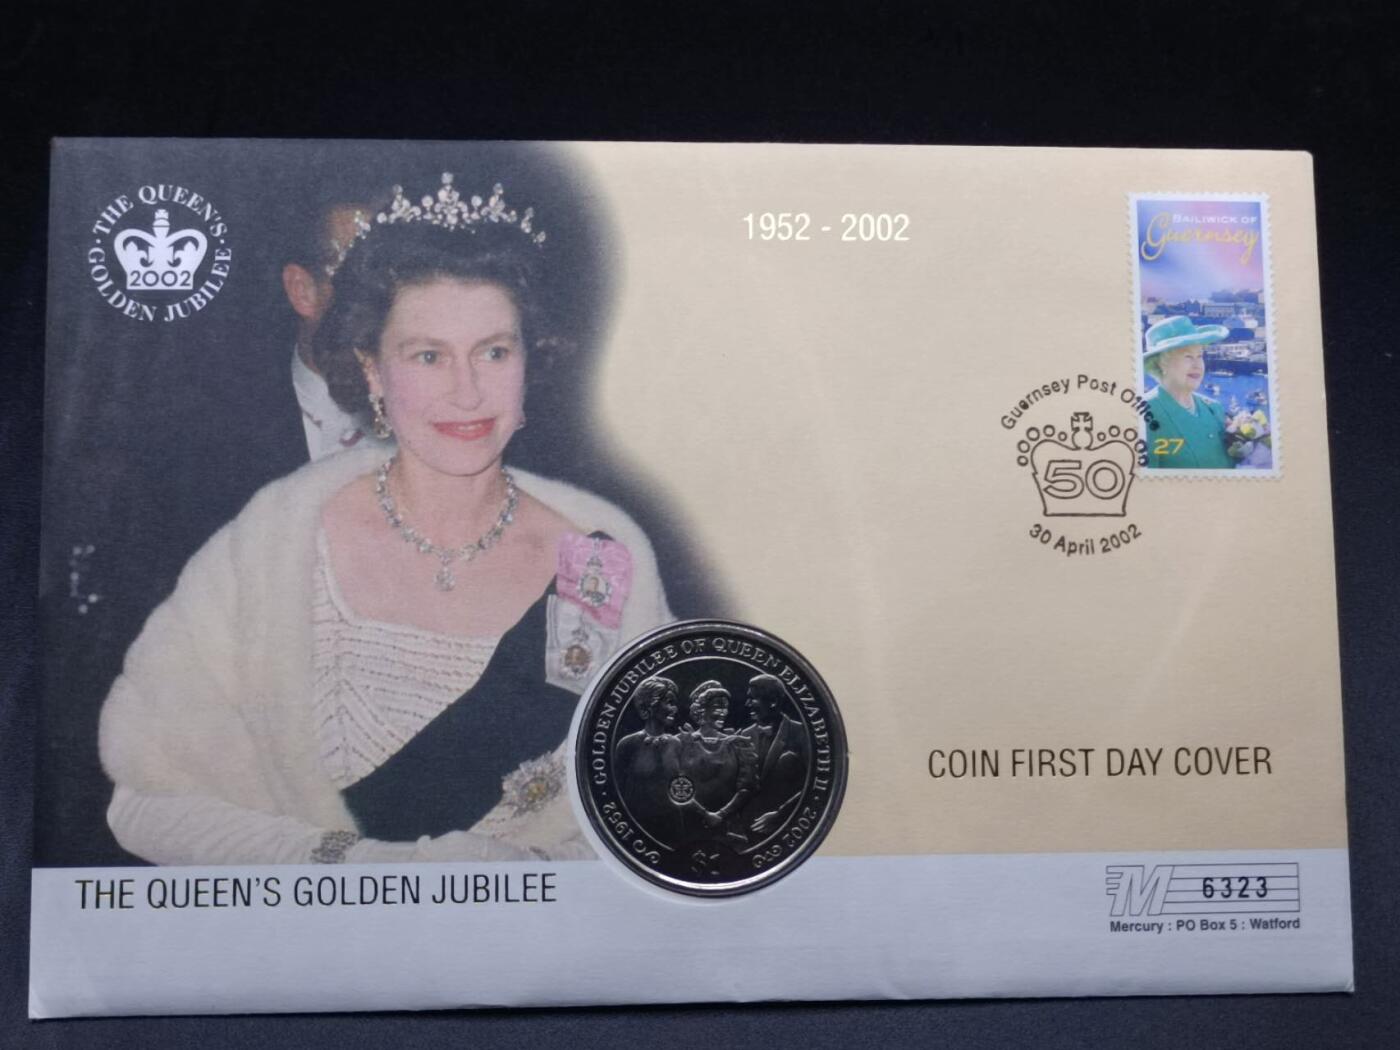 · THE QUEEN'S ·
2002
GOLDEN JUBILEE
1952 - 2002
BAILIWICK OF
Guernsey
27
Guernsey Post Office
50
30 April 2002
GOLDEN JUBILEE OF QUEEN ELIZABETH II
1952 · · 2002
$1
COIN FIRST DAY COVER
THE QUEEN'S GOLDEN JUBILEE
M 6323
Mercury : PO Box 5 : Watford